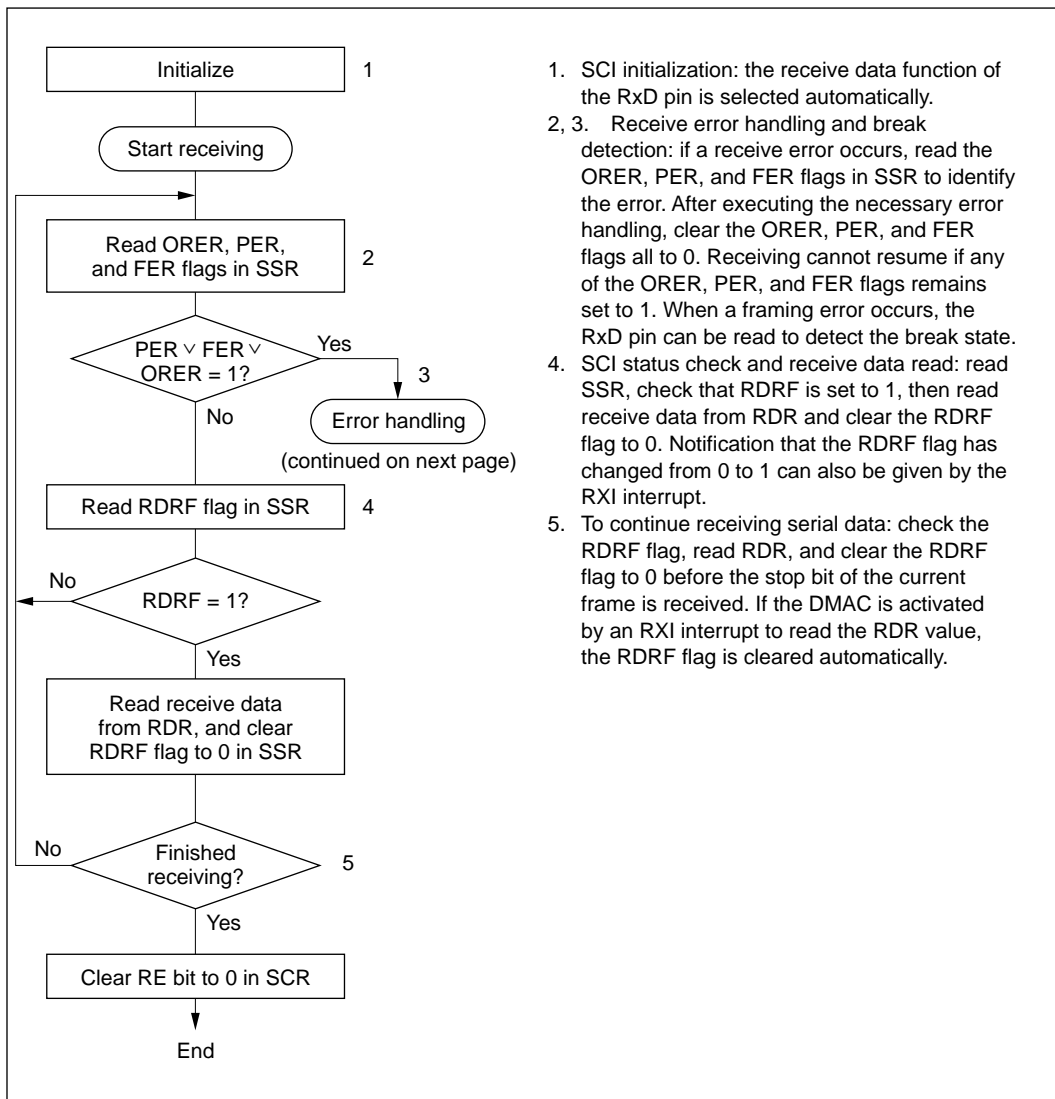 Initialize
1
Start receiving
Read ORER, PER,
and FER flags in SSR
2
PER ∨ FER ∨
ORER = 1?
Yes
3
No
Error handling
(continued on next page)
Read RDRF flag in SSR
4
No
RDRF = 1?
Yes
Read receive data
from RDR, and clear
RDRF flag to 0 in SSR
No
Finished
receiving?
5
Yes
Clear RE bit to 0 in SCR
End
1. SCI initialization: the receive data function of
the RxD pin is selected automatically.
2, 3. Receive error handling and break
detection: if a receive error occurs, read the
ORER, PER, and FER flags in SSR to identify
the error. After executing the necessary error
handling, clear the ORER, PER, and FER
flags all to 0. Receiving cannot resume if any
of the ORER, PER, and FER flags remains
set to 1. When a framing error occurs, the
RxD pin can be read to detect the break state.
4. SCI status check and receive data read: read
SSR, check that RDRF is set to 1, then read
receive data from RDR and clear the RDRF
flag to 0. Notification that the RDRF flag has
changed from 0 to 1 can also be given by the
RXI interrupt.
5. To continue receiving serial data: check the
RDRF flag, read RDR, and clear the RDRF
flag to 0 before the stop bit of the current
frame is received. If the DMAC is activated
by an RXI interrupt to read the RDR value,
the RDRF flag is cleared automatically.